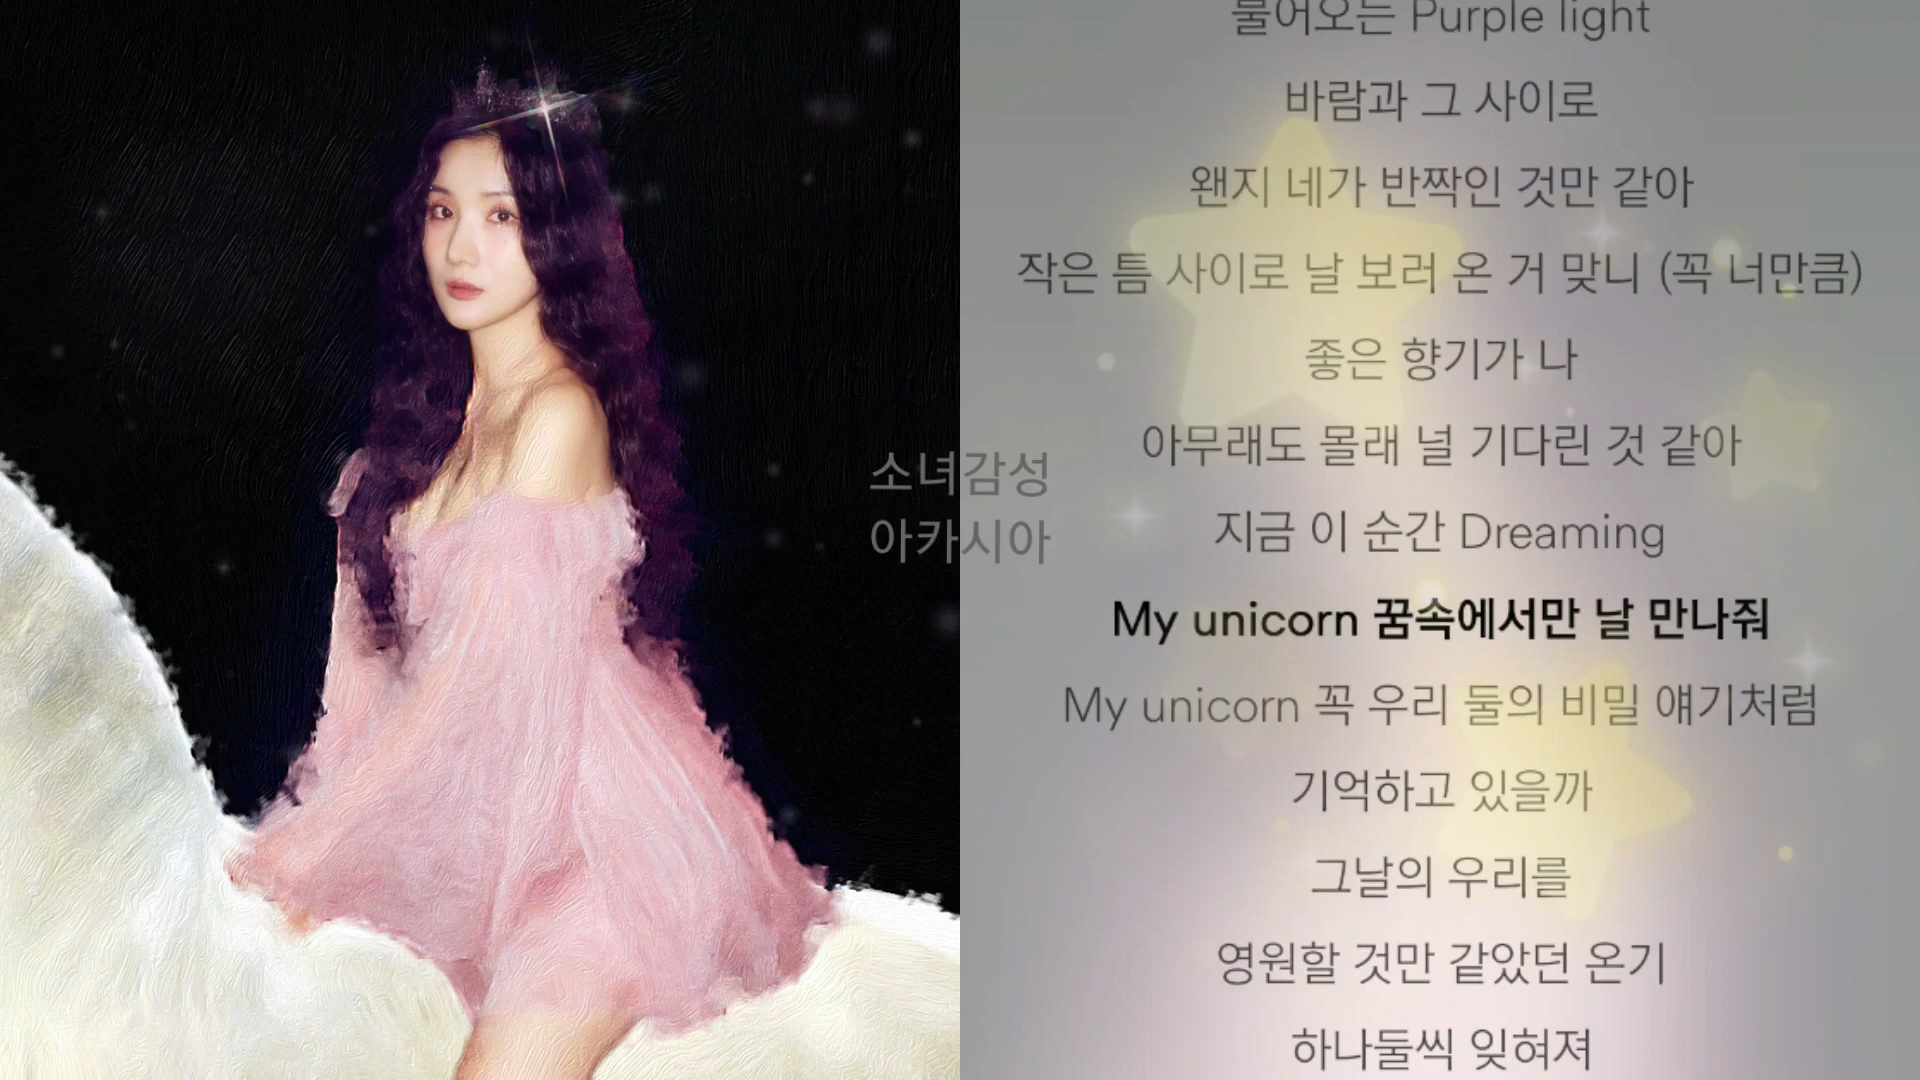 소녀감성
아카시아
물어오는 Purple light
바람과 그 사이로
왠지 네가 반짝인 것만 같아
작은 틈 사이로 날 보러 온 거 맞니 (꼭 너만큼)
좋은 향기가 나
아무래도 몰래 널 기다린 것 같아
지금 이 순간 Dreaming
My unicorn 꿈속에서만 날 만나줘
My unicorn 꼭 우리 둘의 비밀 얘기처럼
기억하고 있을까
그날의 우리를
영원할 것만 같았던 온기
하나둘씩 잊혀져